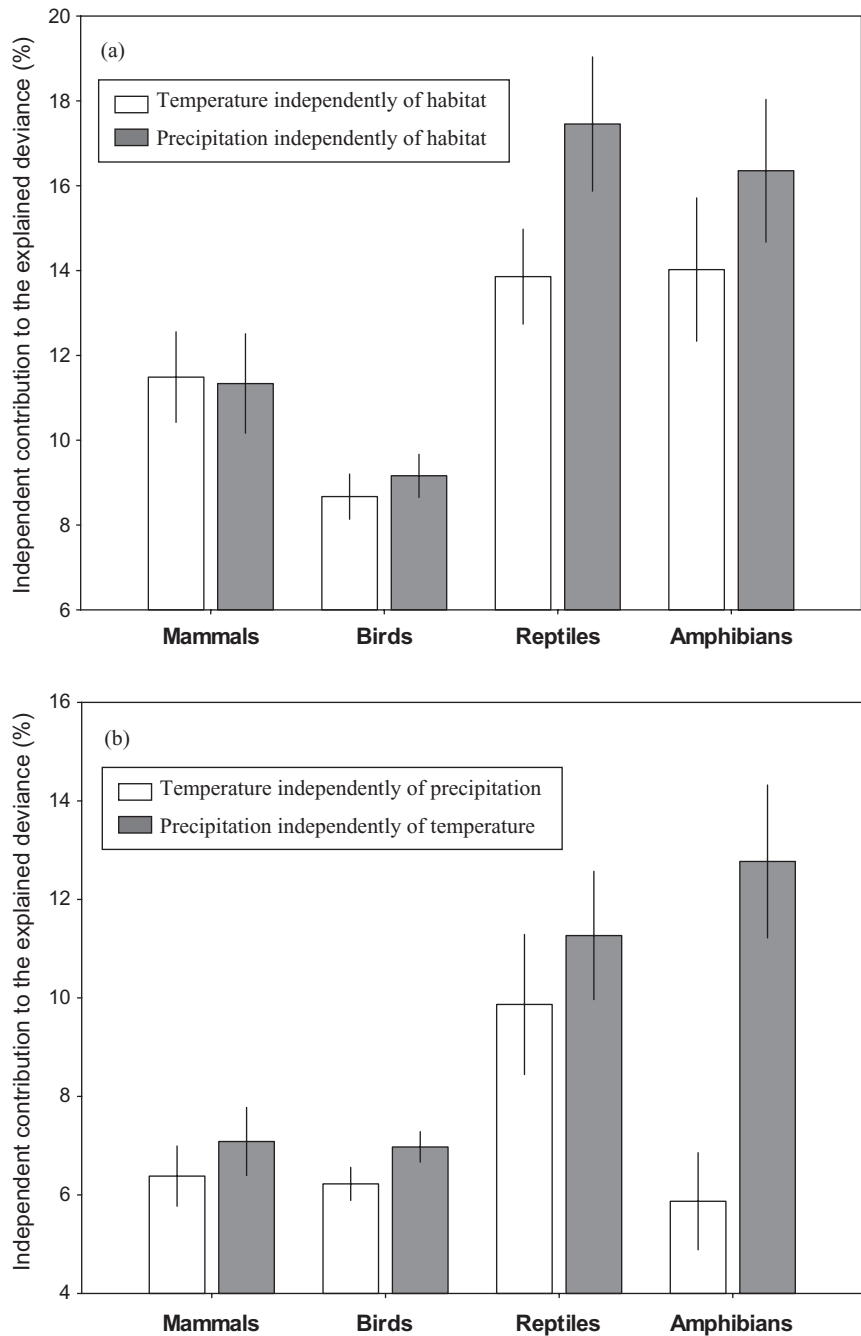 Independent contribution to the explained deviance (%)
20
18
16
14
12
10
8
6
(a)
Temperature independently of habitat
Precipitation independently of habitat
Mammals Birds Reptiles Amphibians
Independent contribution to the explained deviance (%)
16
14
12
10
8
6
4
(b)
Temperature independently of precipitation
Precipitation independently of temperature
Mammals Birds Reptiles Amphibians